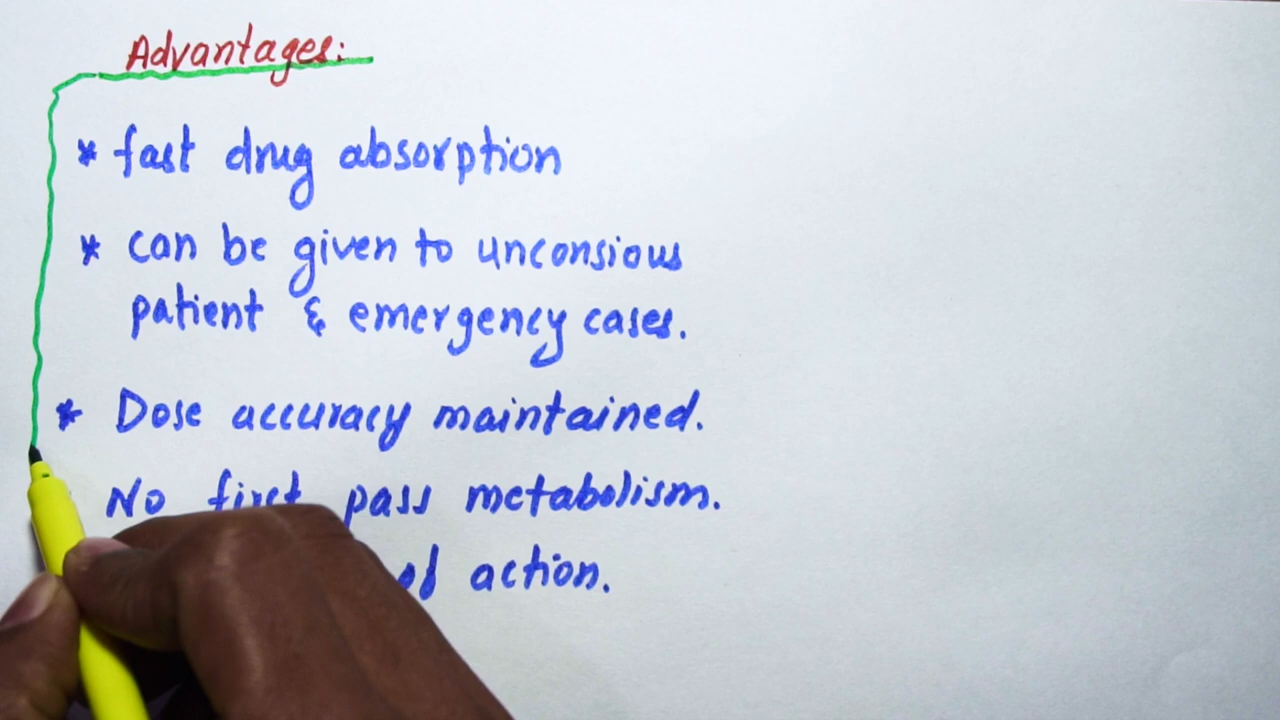 Advantages:
* fast drug absorption
* can be given to unconsious
patient & emergency cases.
* Dose accuracy maintained.
No first pass metabolism.
of action.